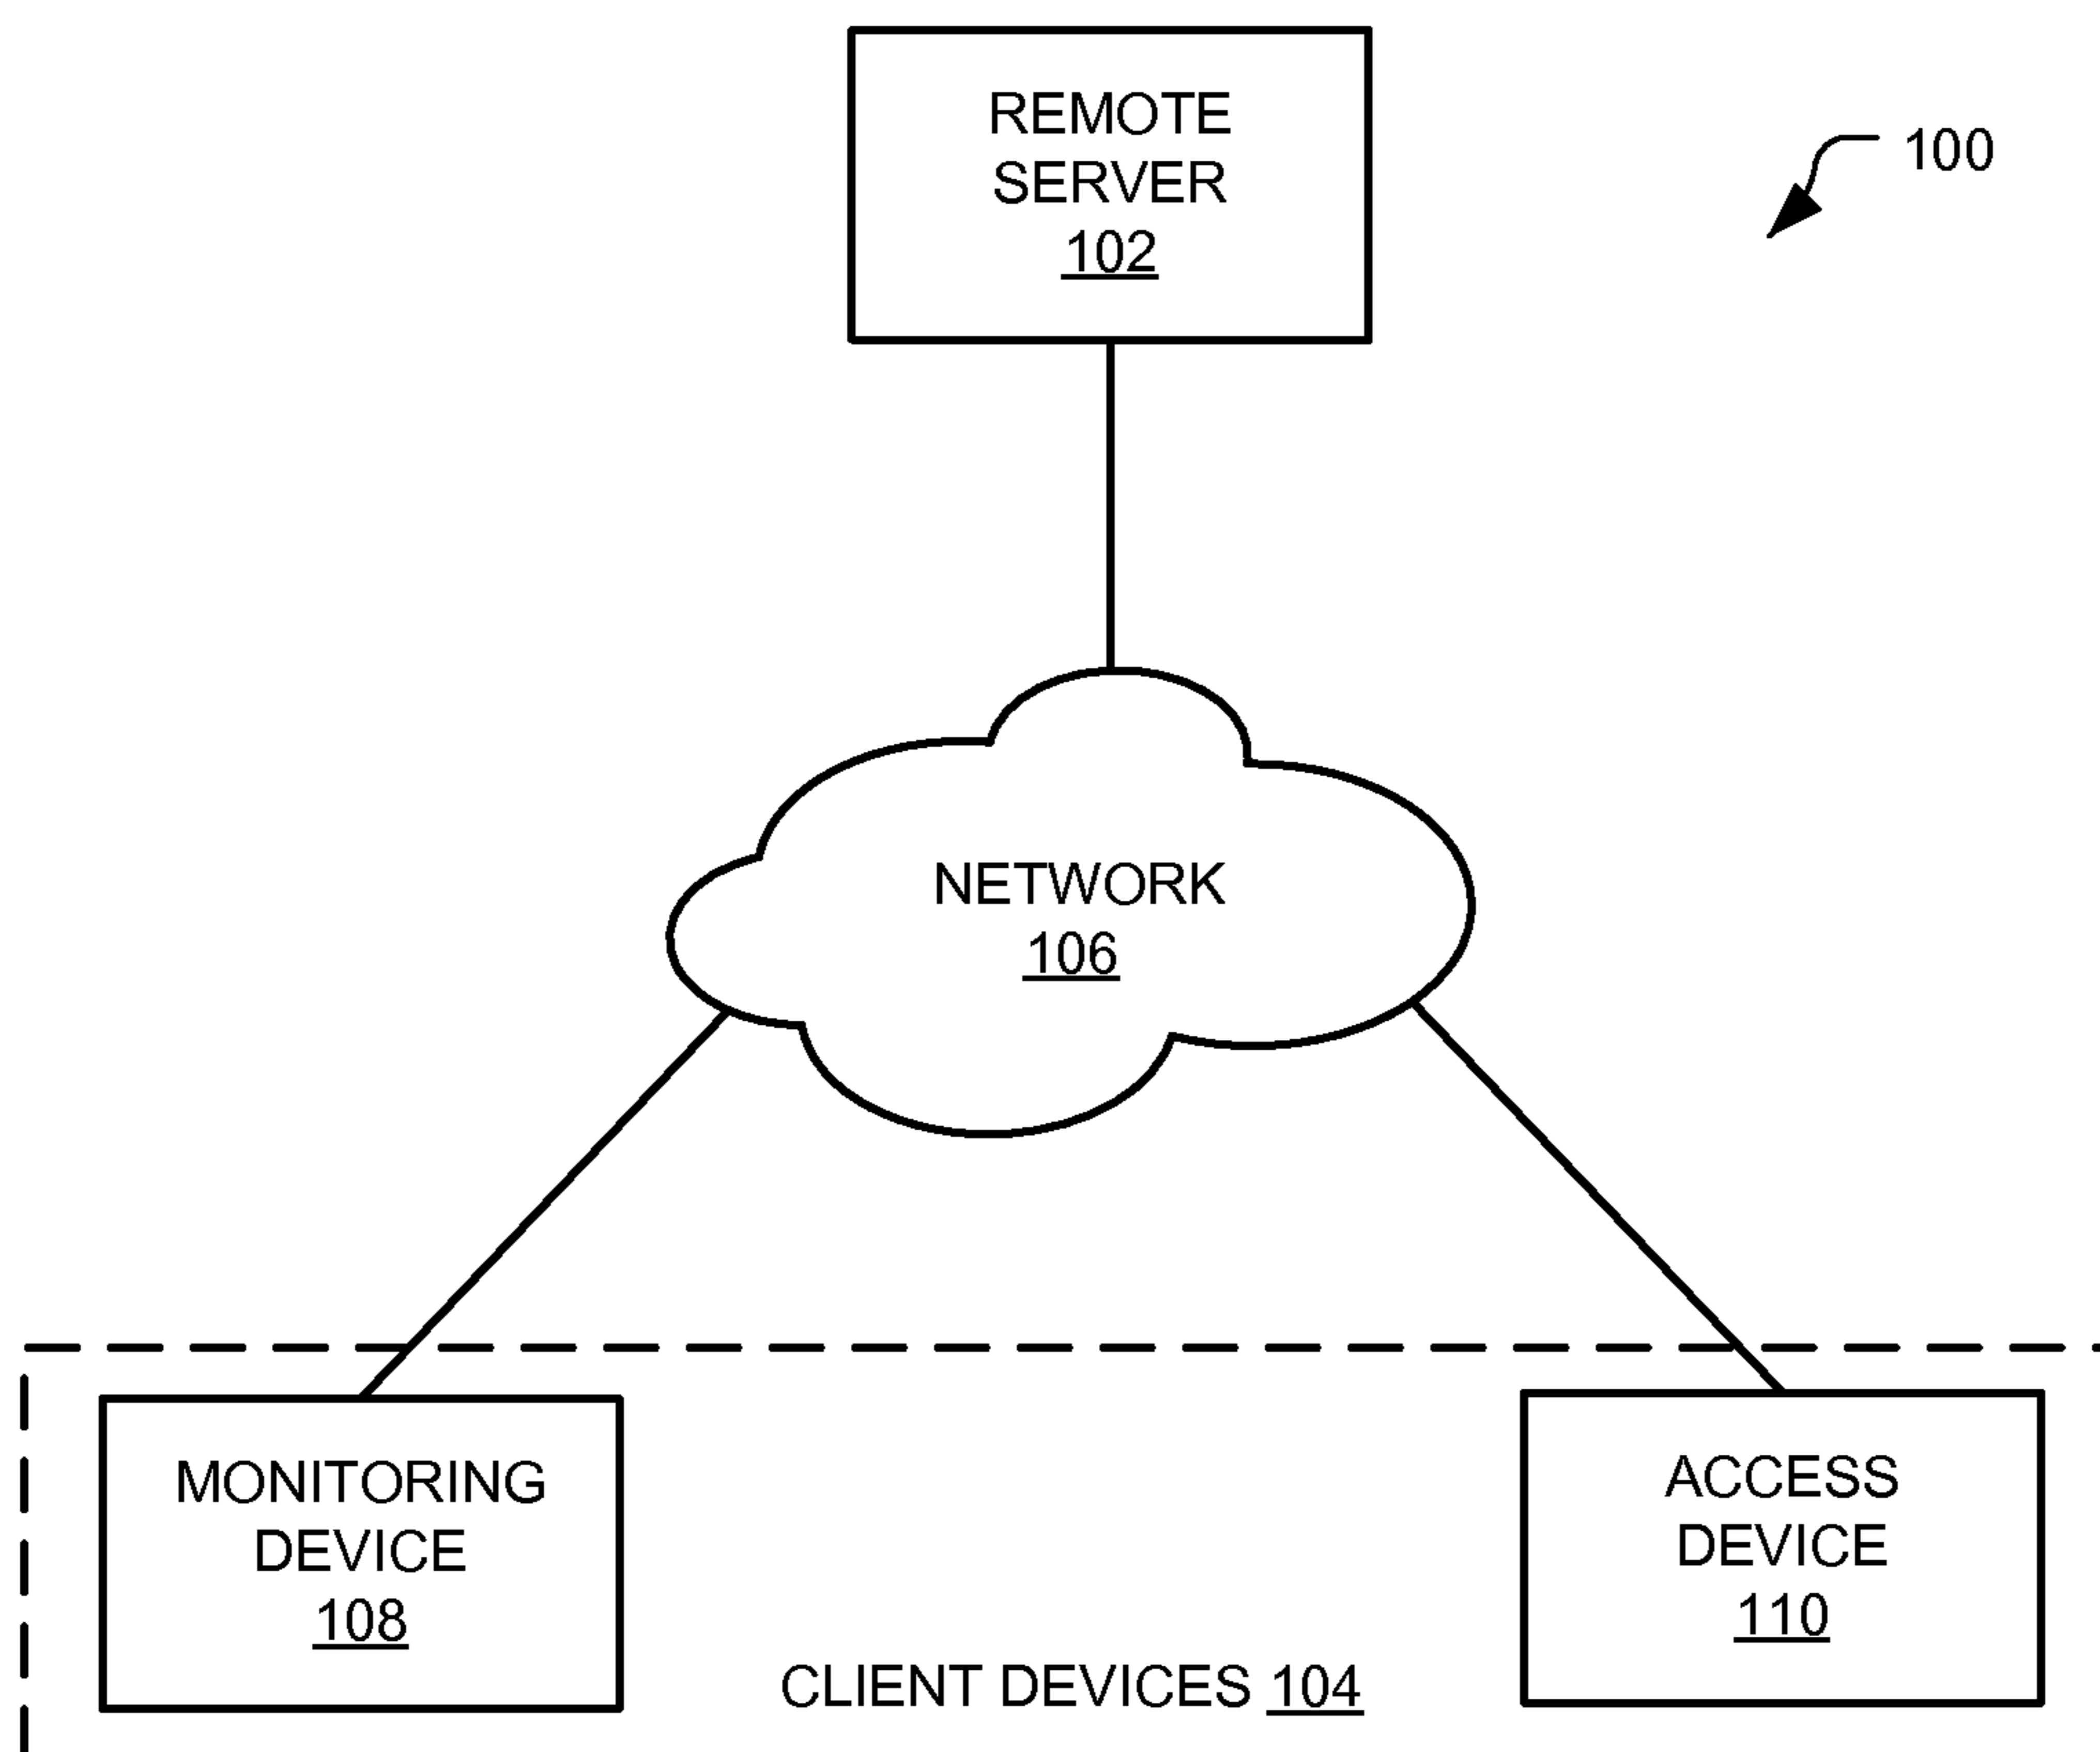 REMOTE
SERVER
102
100
NETWORK
106
MONITORING
DEVICE
108
ACCESS
DEVICE
110
CLIENT DEVICES 104